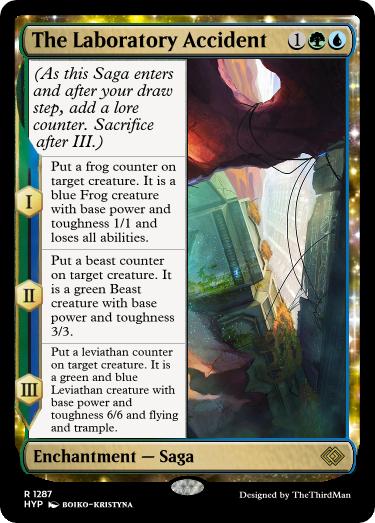 The Laboratory Accident 1
(As this Saga enters
and after your draw
step, add a lore
counter. Sacrifice
after III.)
I
Put a frog counter on
target creature. It is a
blue Frog creature
with base power and
toughness 1/1 and
loses all abilities.
II
Put a beast counter
on target creature. It
is a green Beast
creature with base
power and toughness
3/3.
III
Put a leviathan counter
on target creature. It is
a green and blue
Leviathan creature with
base power and
toughness 6/6 and flying
and trample.
Enchantment — Saga
R 1287
HYP BOIKO-KRISTYNA
Designed by TheThirdMan